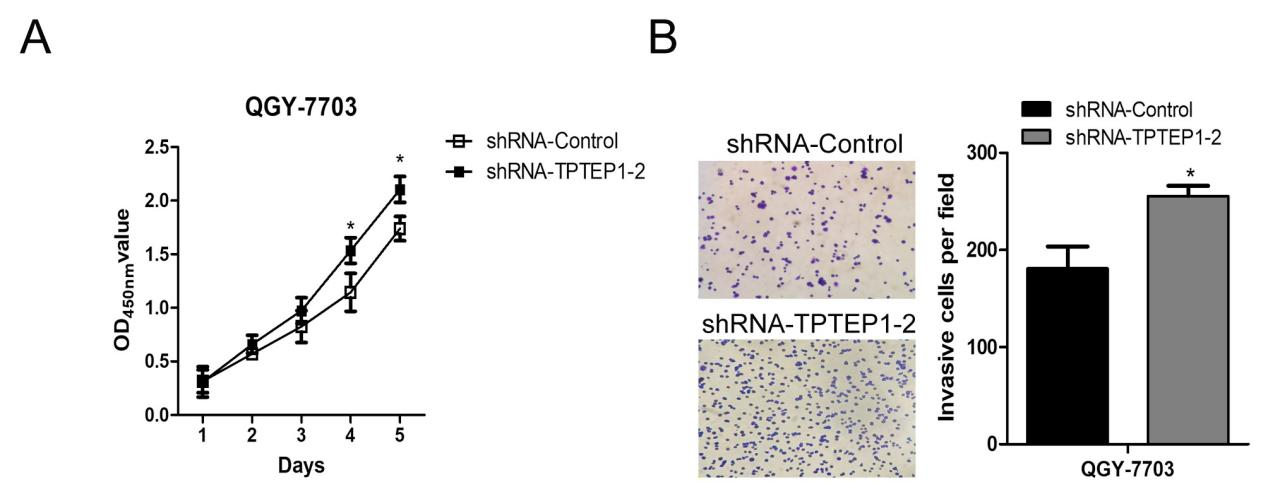 A
B
QGY-7703
shRNA-Control
shRNA-TPTEP1-2
2.5
2.0
1.5
1.0
0.5
0.0
OD450nmvalue
*
*
1 2 3 4 5
Days
shRNA-Control
shRNA-TPTEP1-2
shRNA-Control
shRNA-TPTEP1-2
300
200
100
0
Invasive cells per field
*
QGY-7703